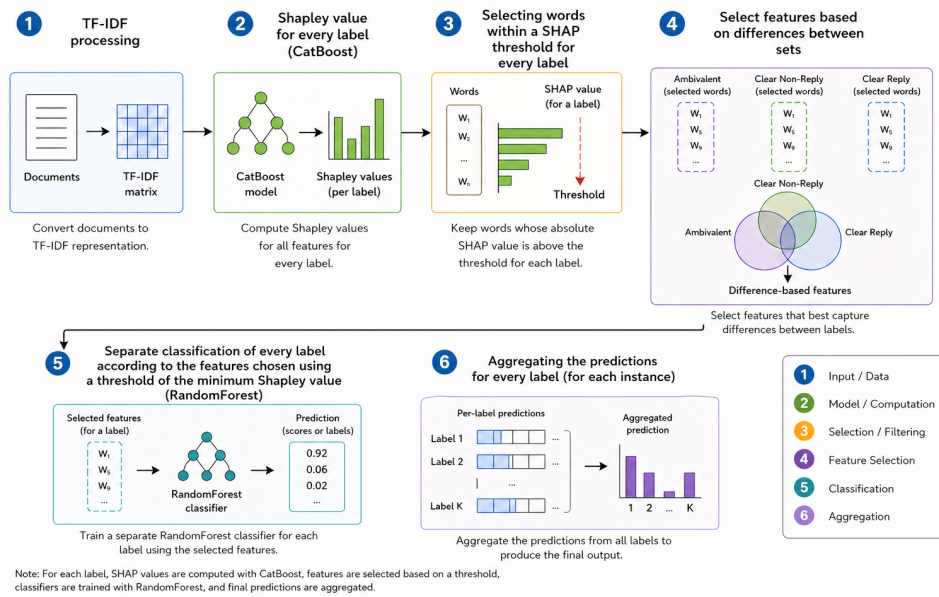 1
TF-IDF
processing
Documents
TF-IDF
matrix
Convert documents to
TF-IDF representation.
2
Shapley value
for every label
(CatBoost)
CatBoost
model
Shapley values
(per label)
Compute Shapley values
for all features for
every label.
3
Selecting words
within a SHAP
threshold for
every label
Words
W1
W2
...
Wn
SHAP value
(for a label)
Threshold
Keep words whose absolute
SHAP value is above the
threshold for each label.
4
Select features based
on differences between
sets
Ambivalent
(selected words)
W1
W5
W9
...
Clear Non-Reply
(selected words)
W1
W5
W9
...
Clear Reply
(selected words)
W1
W5
W9
...
Clear Non-Reply
Ambivalent
Clear Reply
Difference-based features
Select features that best capture
differences between labels.
5
Separate classification of every label
according to the features chosen using
a threshold of the minimum Shapley value
(RandomForest)
Selected features
(for a label)
W1
W5
W9
...
RandomForest
classifier
Prediction
(scores or labels)
0.92
0.06
0.02
...
Train a separate RandomForest classifier for each
label using the selected features.
6
Aggregating the predictions
for every label (for each instance)
Per-label predictions
Label 1 ...
Label 2 ...
...
Label K ...
Aggregated
prediction
1 2 ... K
Aggregate the predictions from all labels to
produce the final output.
1 Input / Data
2 Model / Computation
3 Selection / Filtering
4 Feature Selection
5 Classification
6 Aggregation
Note: For each label, SHAP values are computed with CatBoost, features are selected based on a threshold,
classifiers are trained with RandomForest, and final predictions are aggregated.